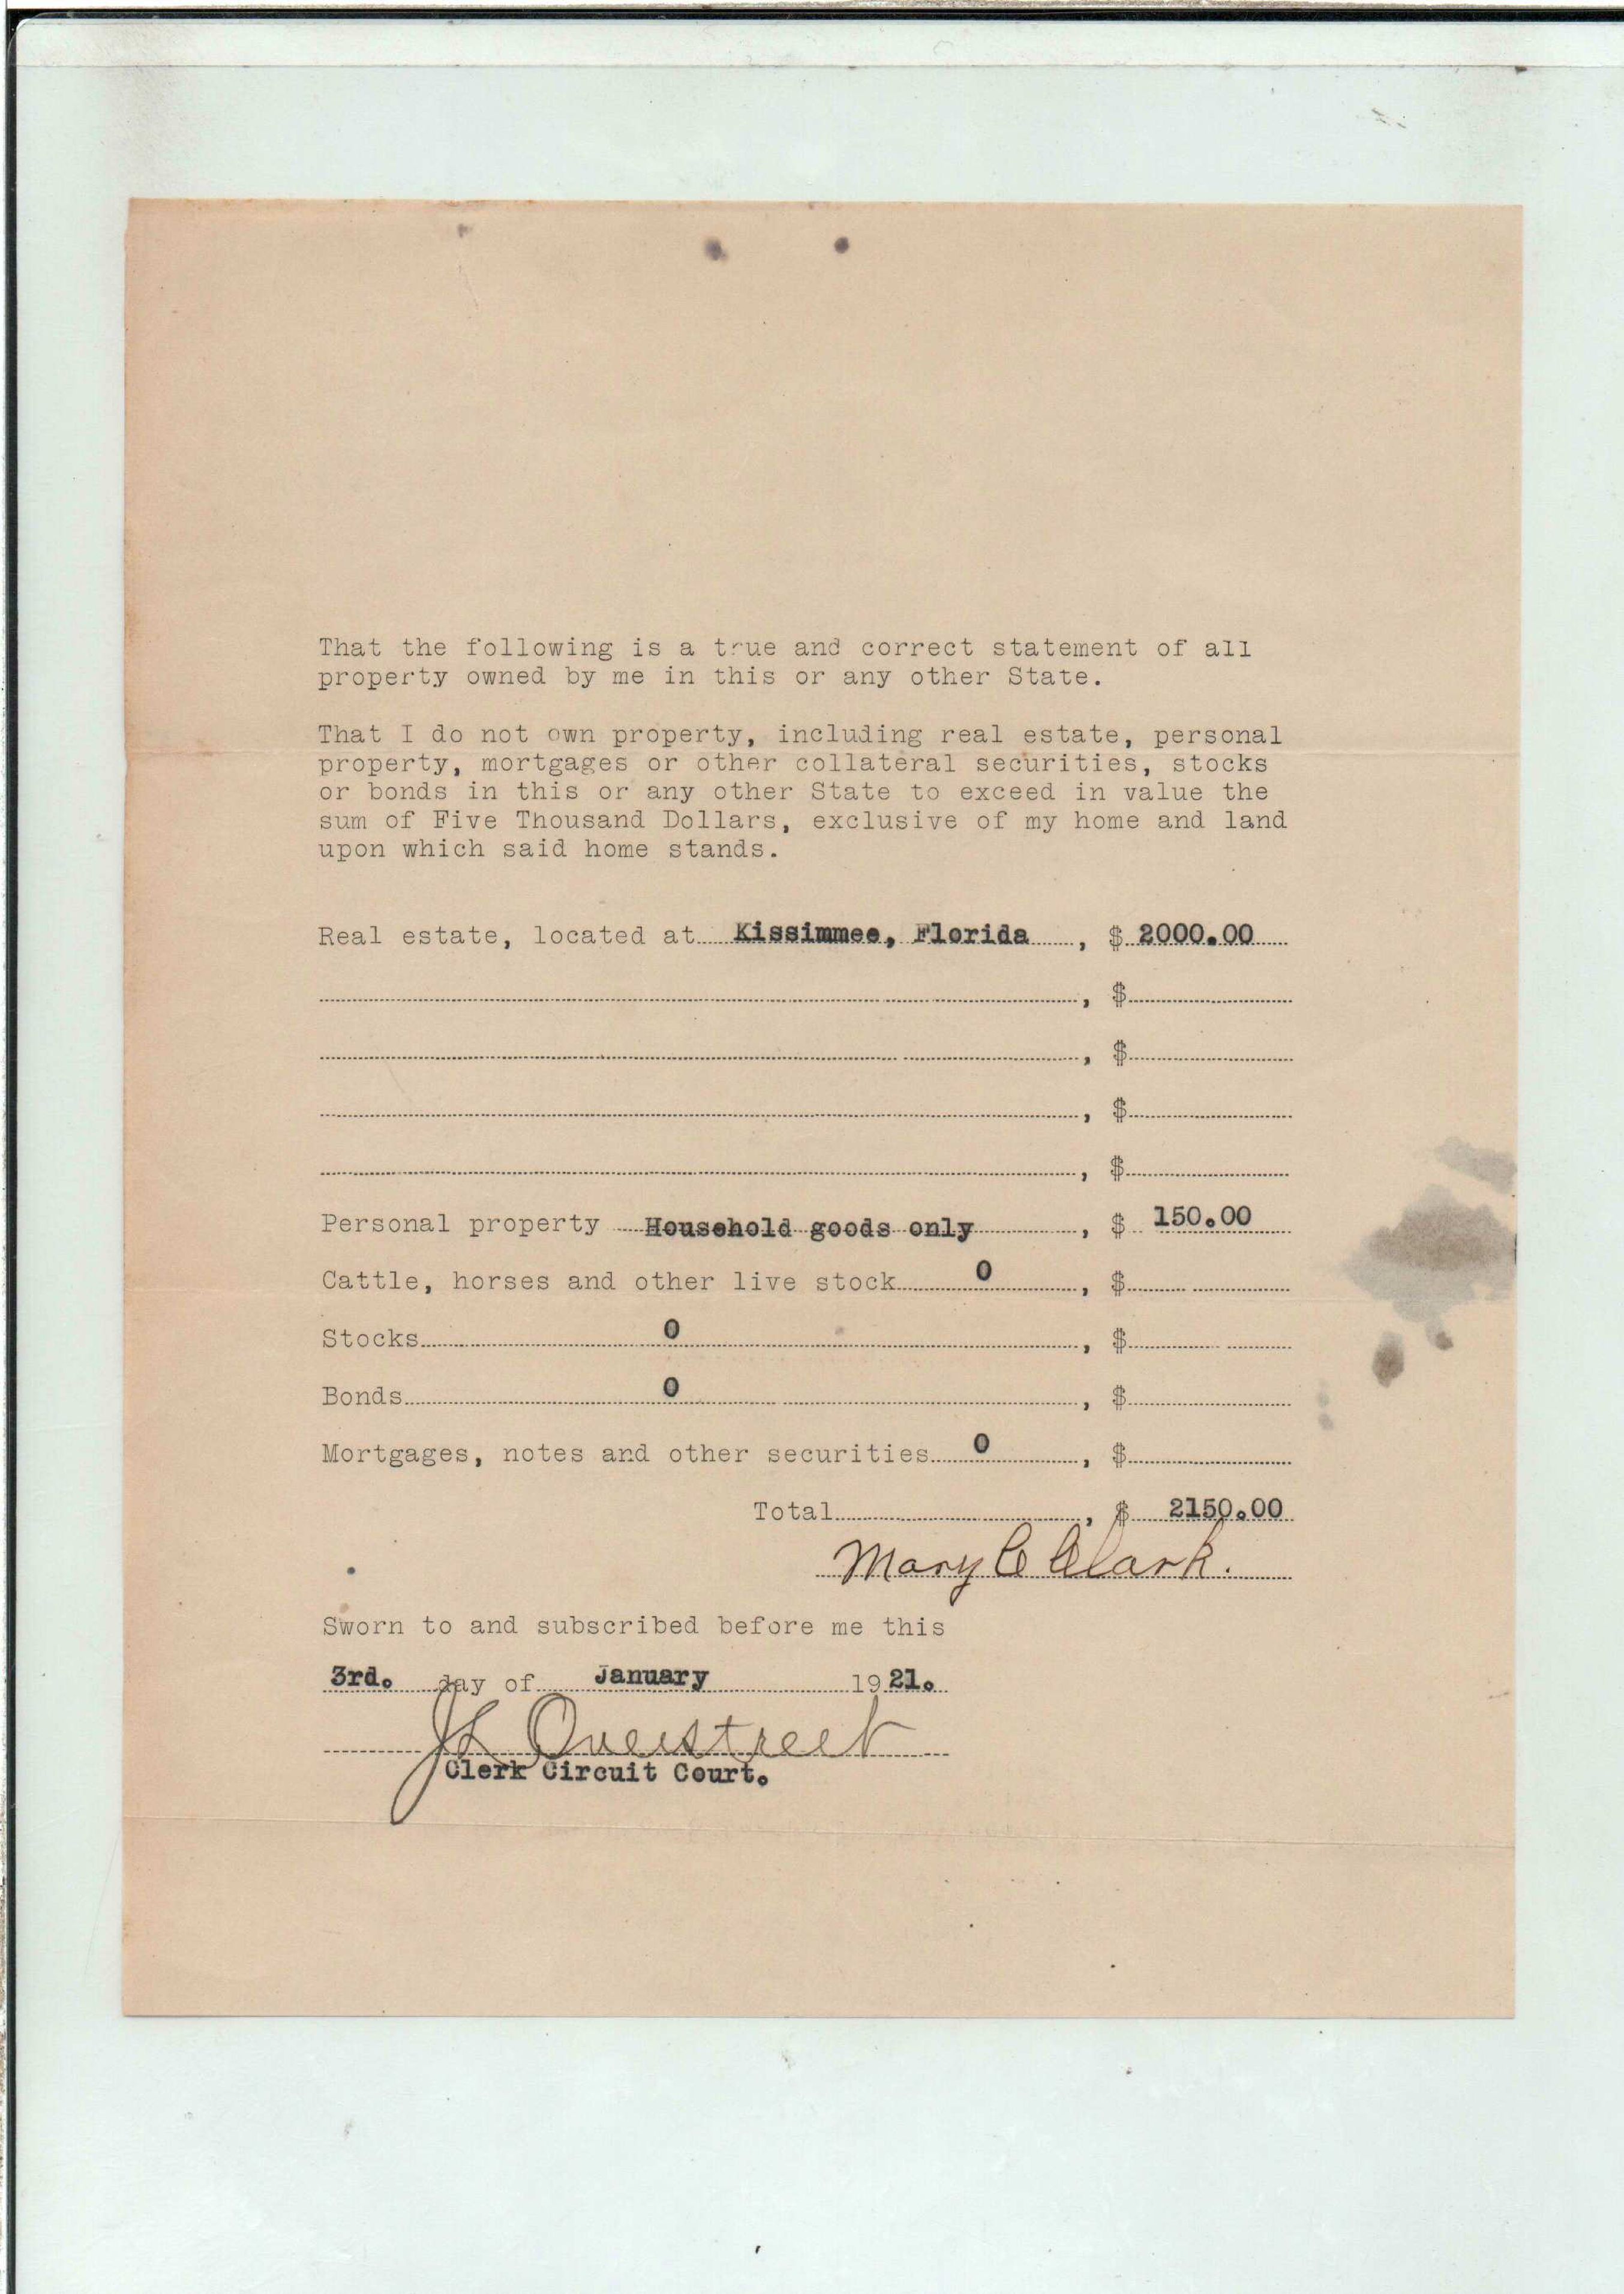 That the following is a true and correct statement of all
property owned by me in this or any other State.
That I do not own property, including real estate, personal
property, mortgages or other collateral securities, stocks
or bonds in this or any other State to exceed in value the
sum of Five Thousand Dollars, exclusive of my home and land
upon which said home stands.
Real estate, located at Kissimmee, Florida, $ 2000.00
, $
, $
, $
, $
Personal property Household goods only, $ 150.00
Cattle, horses and other live stock 0, $
Stocks 0, $
Bonds 0, $
Mortgages, notes and other securities 0, $
Total, $ 2150.00
Mary C Clark.
Sworn to and subscribed before me this
3rd. day of January 1921.
JL Overstreet
Clerk Circuit Court.